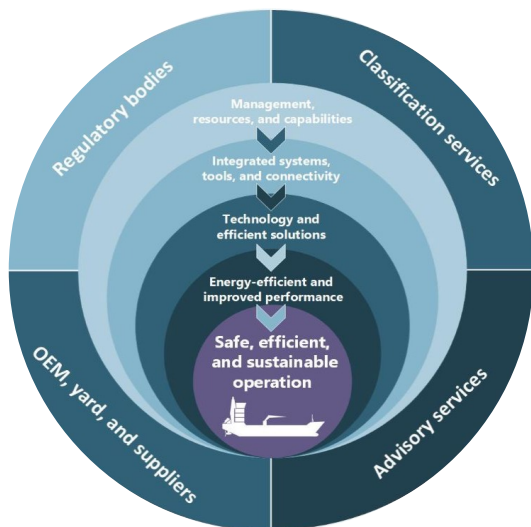 Regulatory bodies
Classification services
Management,
resources, and capabilities
Integrated systems,
tools, and connectivity
Technology and
efficient solutions
Energy-efficient and
improved performance
Safe, efficient,
and sustainable
operation
OEM, yard, and suppliers
Advisory services